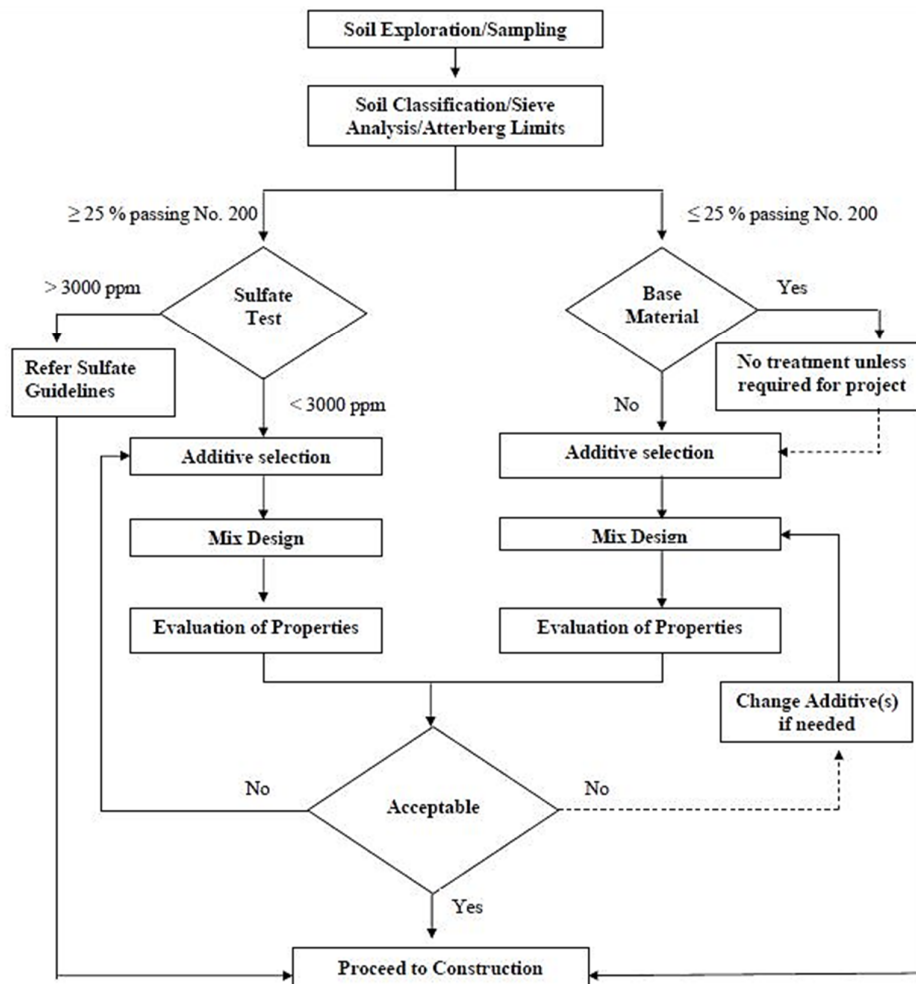 Soil Exploration/Sampling
Soil Classification/Sieve
Analysis/Atterberg Limits
≥ 25 % passing No. 200
≤ 25 % passing No. 200
> 3000 ppm
Sulfate
Test
Base
Material
Yes
Refer Sulfate
Guidelines
No treatment unless
required for project
< 3000 ppm
No
Additive selection
Additive selection
Mix Design
Mix Design
Evaluation of Properties
Evaluation of Properties
Change Additive(s)
if needed
No
Acceptable
No
Yes
Proceed to Construction